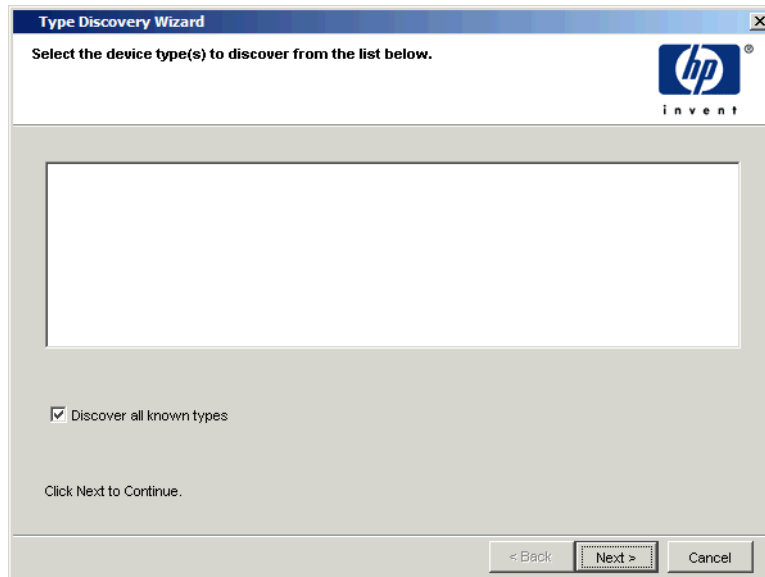 Type Discovery Wizard
Select the device type(s) to discover from the list below.
hp ®
invent
Discover all known types
Click Next to Continue.
< Back
Next >
Cancel